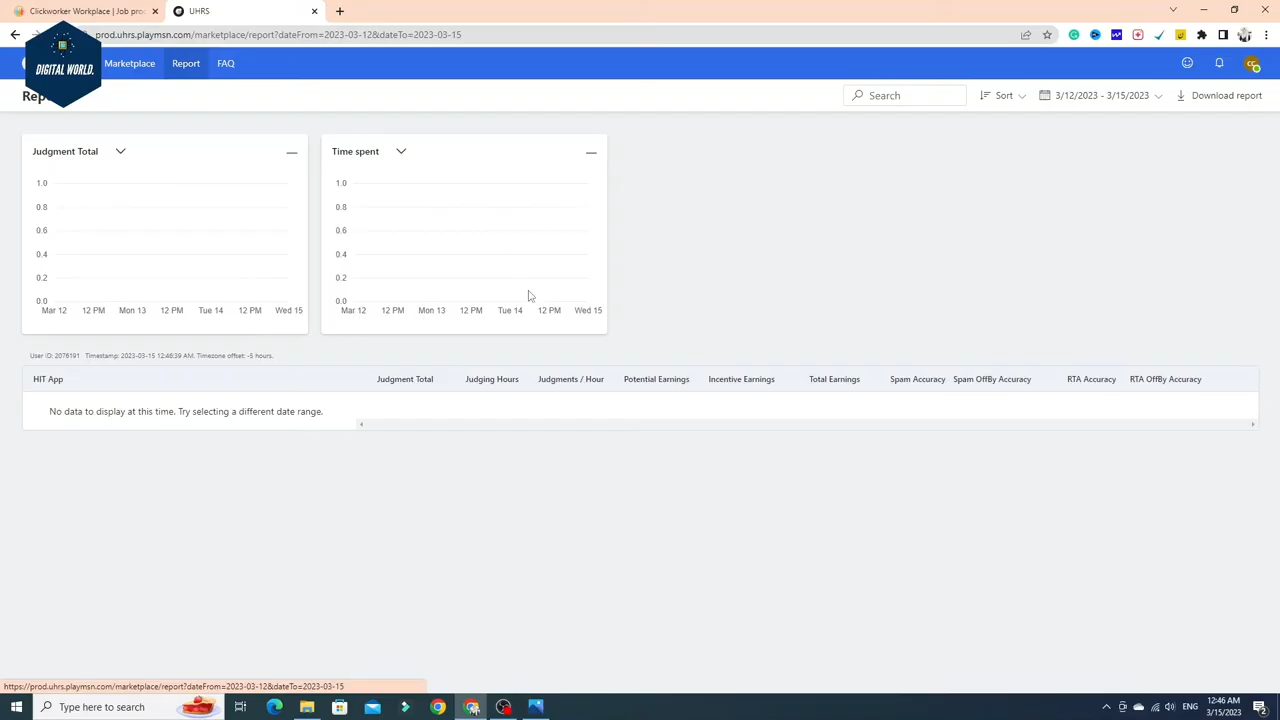 Clickworker Workplace | Job pro
UHRS
prod.uhrs.playmsn.com/marketplace/report?dateFrom=2023-03-12&dateTo=2023-03-15
DIGITAL WORLD.
Marketplace
Report
FAQ
CC
Rep
Search
Sort
3/12/2023 - 3/15/2023
Download report
Judgment Total
1.0
0.8
0.6
0.4
0.2
0.0
Mar 12 12 PM Mon 13 12 PM Tue 14 12 PM Wed 15
Time spent
1.0
0.8
0.6
0.4
0.2
0.0
Mar 12 12 PM Mon 13 12 PM Tue 14 12 PM Wed 15
User ID: 2076191 Timestamp: 2023-03-15 12:46:39 AM. Timezone offset: -5 hours.
HIT App Judgment Total Judging Hours Judgments / Hour Potential Earnings Incentive Earnings Total Earnings Spam Accuracy Spam OffBy Accuracy RTA Accuracy RTA OffBy Accuracy
No data to display at this time. Try selecting a different date range.
https://prod.uhrs.playmsn.com/marketplace/report?dateFrom=2023-03-12&dateTo=2023-03-15
Type here to search
ENG
12:46 AM
3/15/2023
2